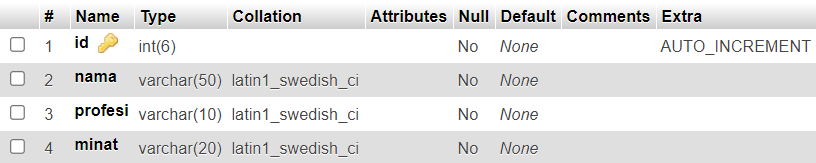 # Name Type Collation Attributes Null Default Comments Extra
1 id int(6) No None AUTO_INCREMENT
2 nama varchar(50) latin1_swedish_ci No None
3 profesi varchar(10) latin1_swedish_ci No None
4 minat varchar(20) latin1_swedish_ci No None